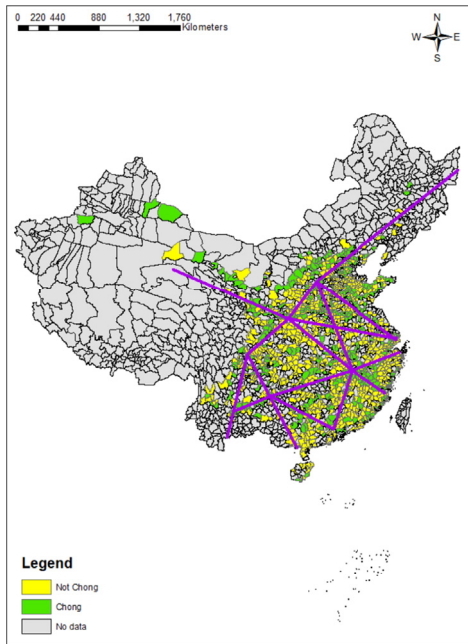 0 220 440 880 1,320 1,760
Kilometers
N
W E
S
Legend
Not Chong
Chong
No data